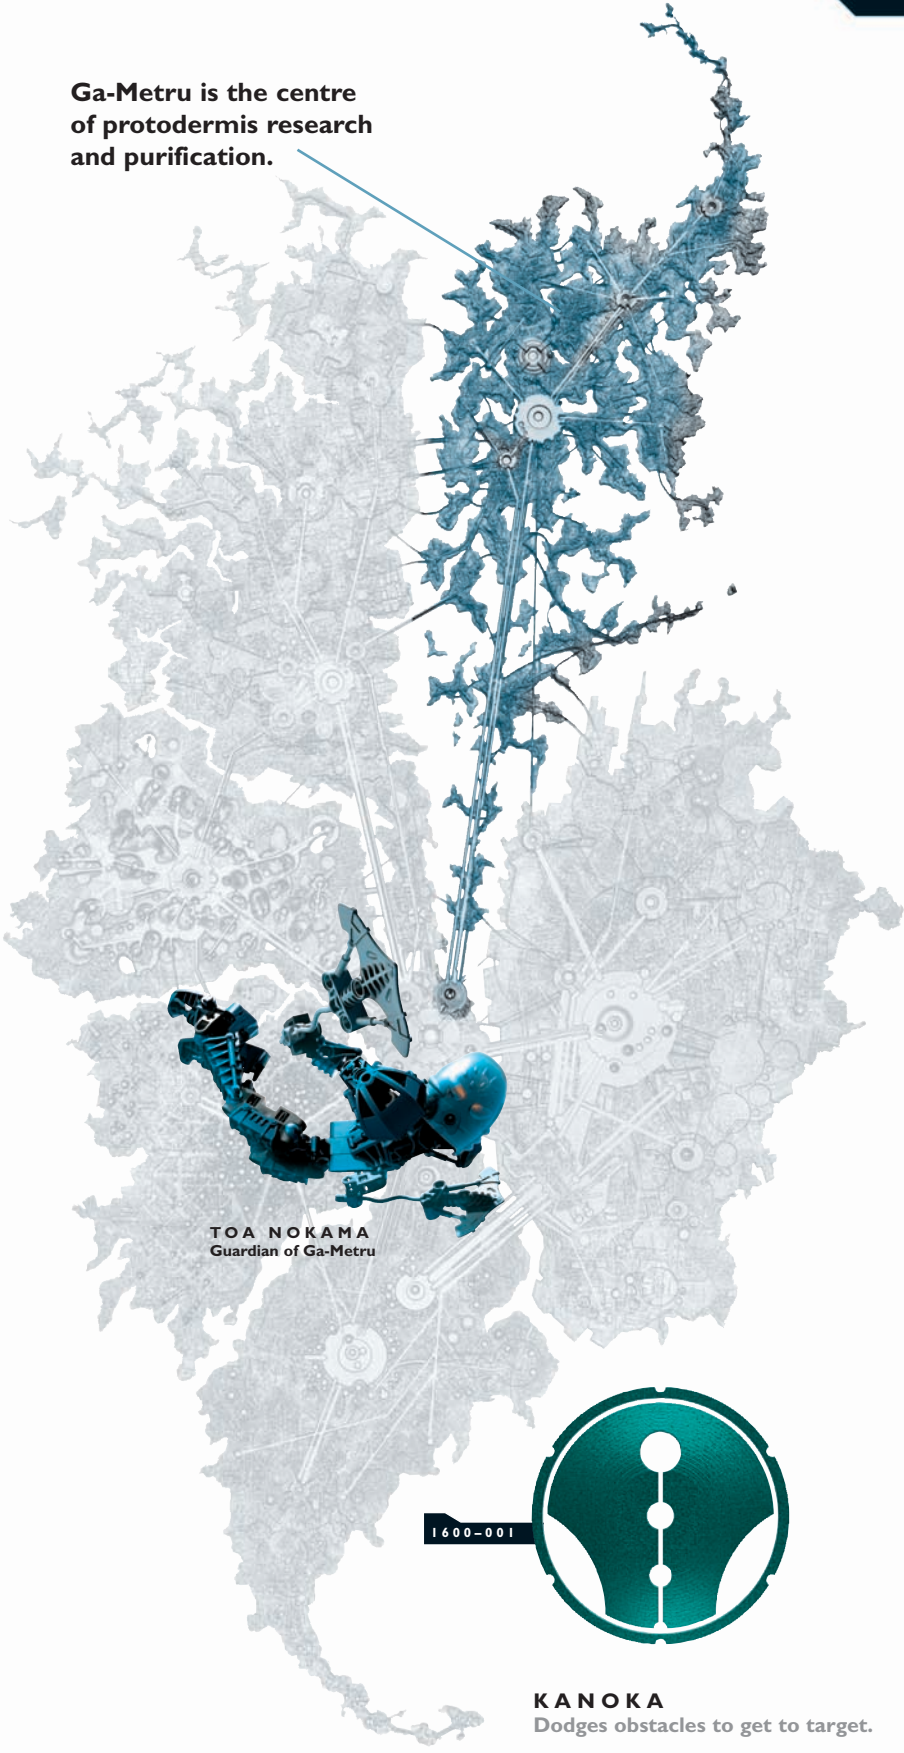 Ga-Metru is the centre
of protodermis research
and purification.
TOA NOKAMA
Guardian of Ga-Metru
1600–001
KANOKA
Dodges obstacles to get to target.